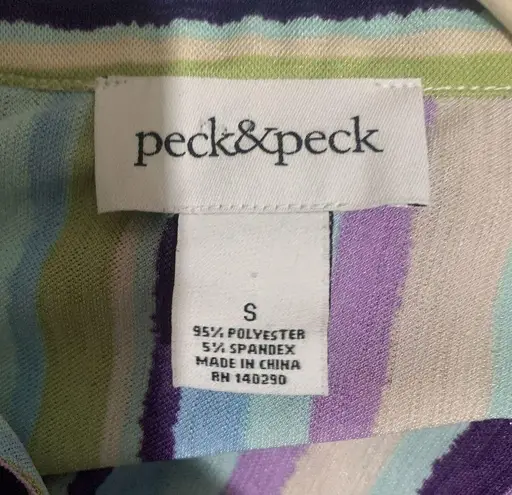 peck&peck
S
95% POLYESTER
5% SPANDEX
MADE IN CHINA
RN 140290